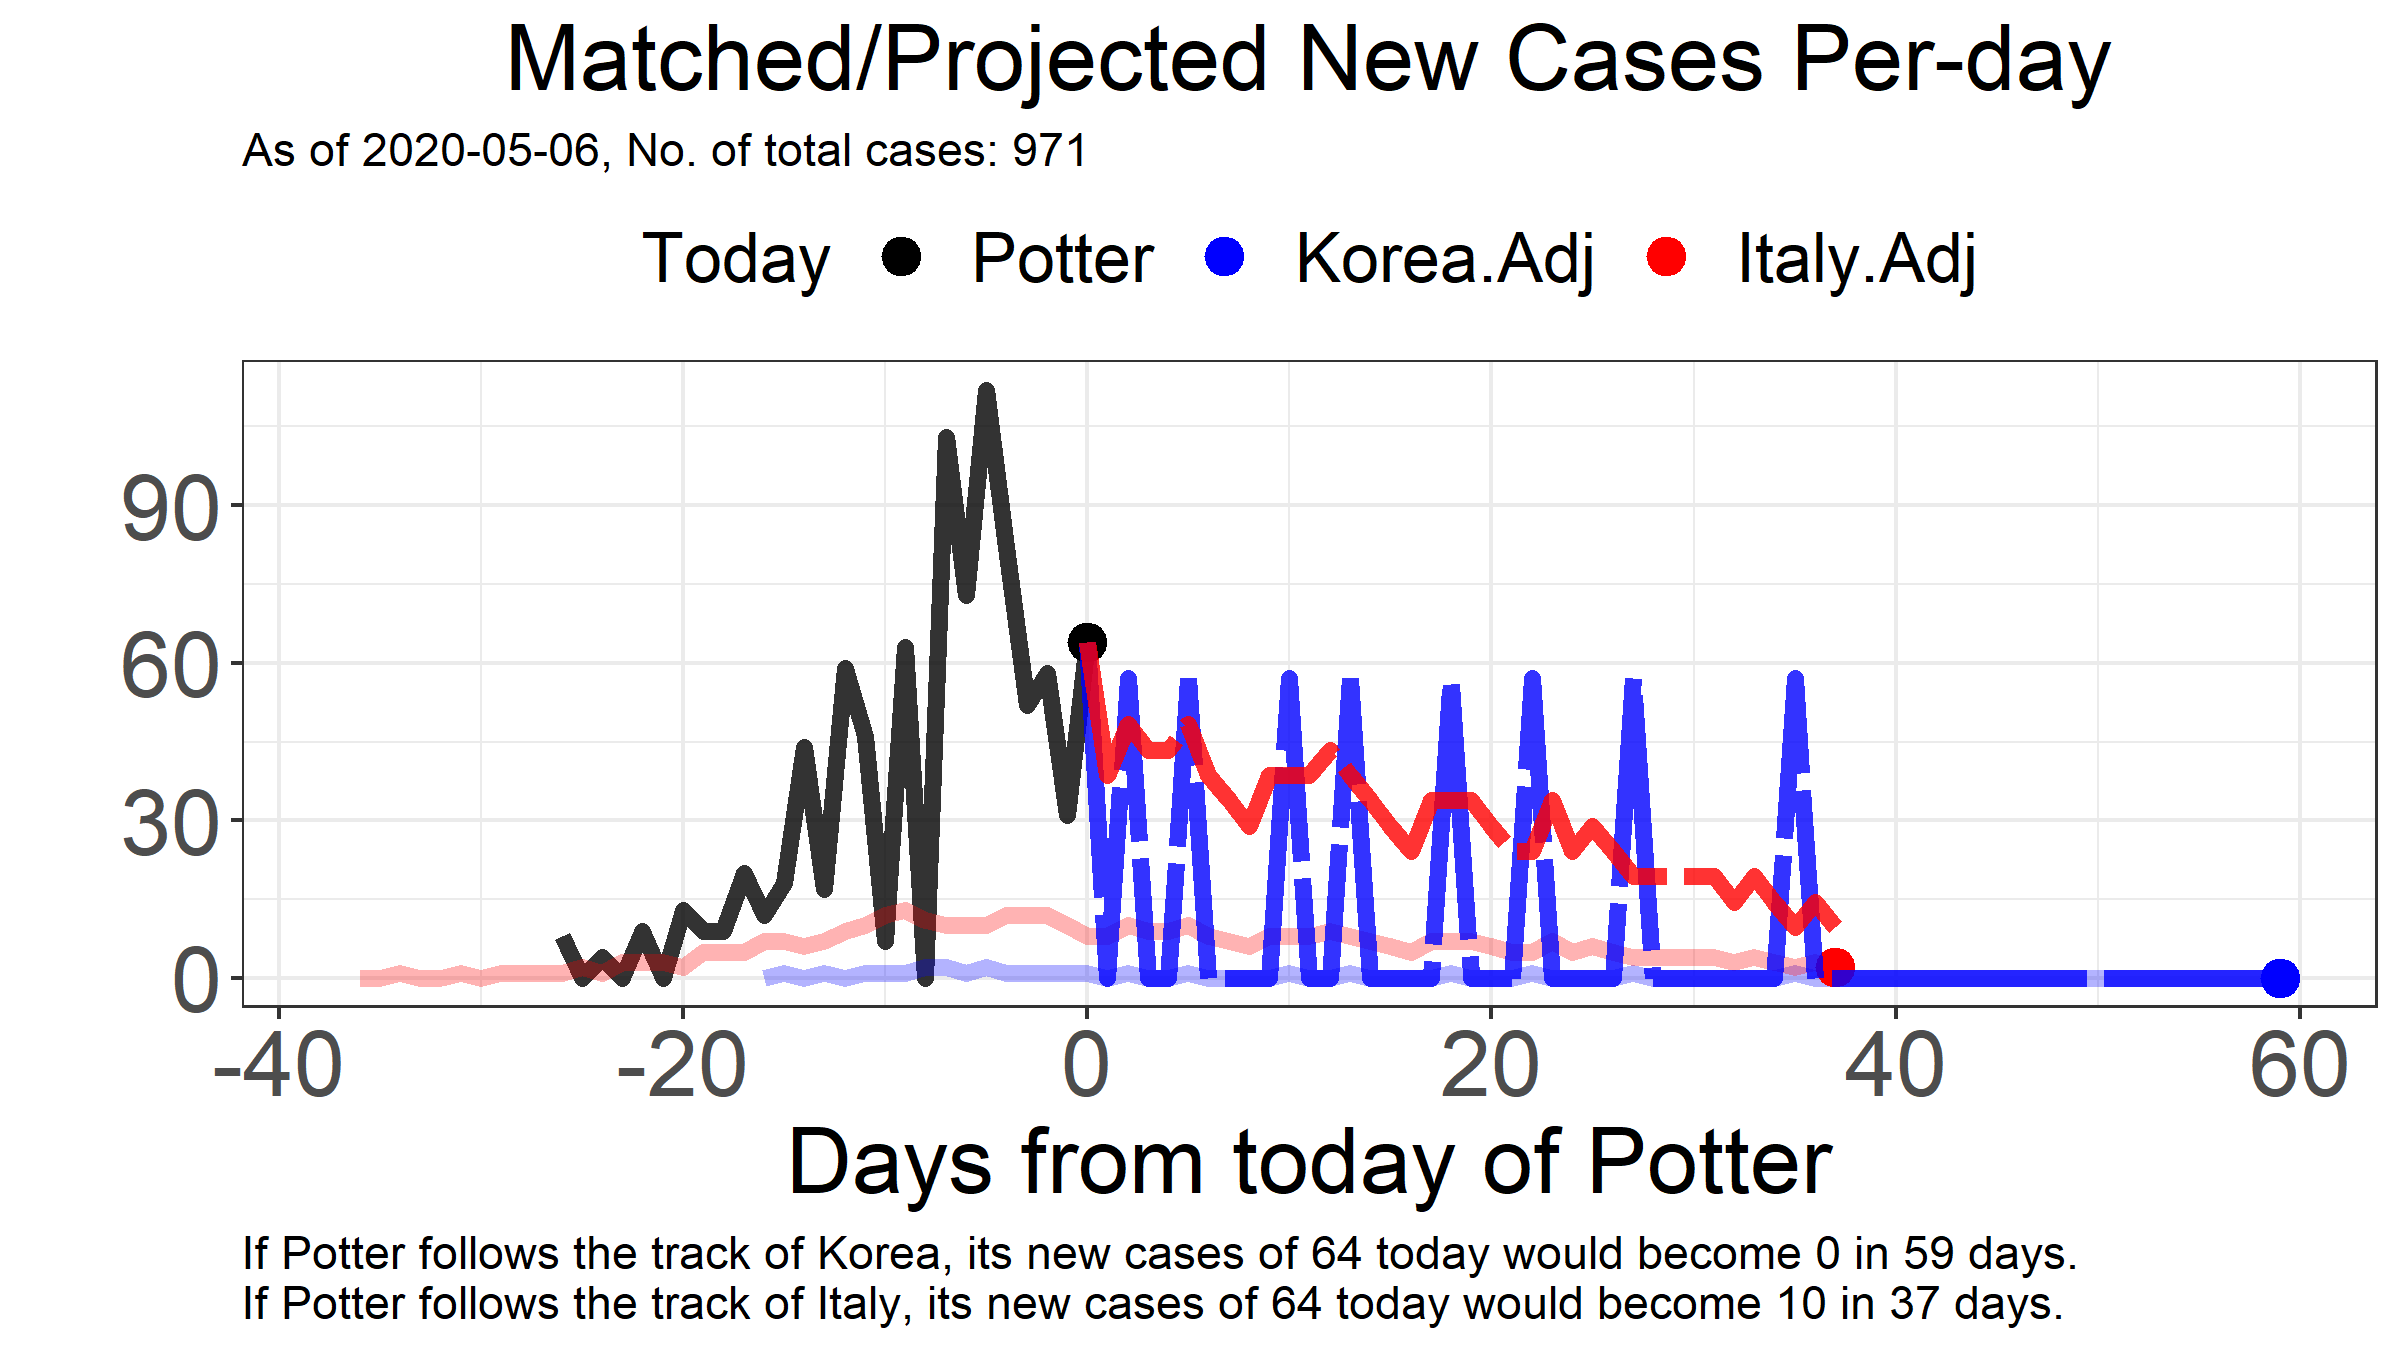 Matched/Projected New Cases Per-day
As of 2020-05-06, No. of total cases: 971
Today Potter Korea.Adj Italy.Adj
90
60
30
0
-40 -20 0 20 40 60
Days from today of Potter
If Potter follows the track of Korea, its new cases of 64 today would become 0 in 59 days.
If Potter follows the track of Italy, its new cases of 64 today would become 10 in 37 days.